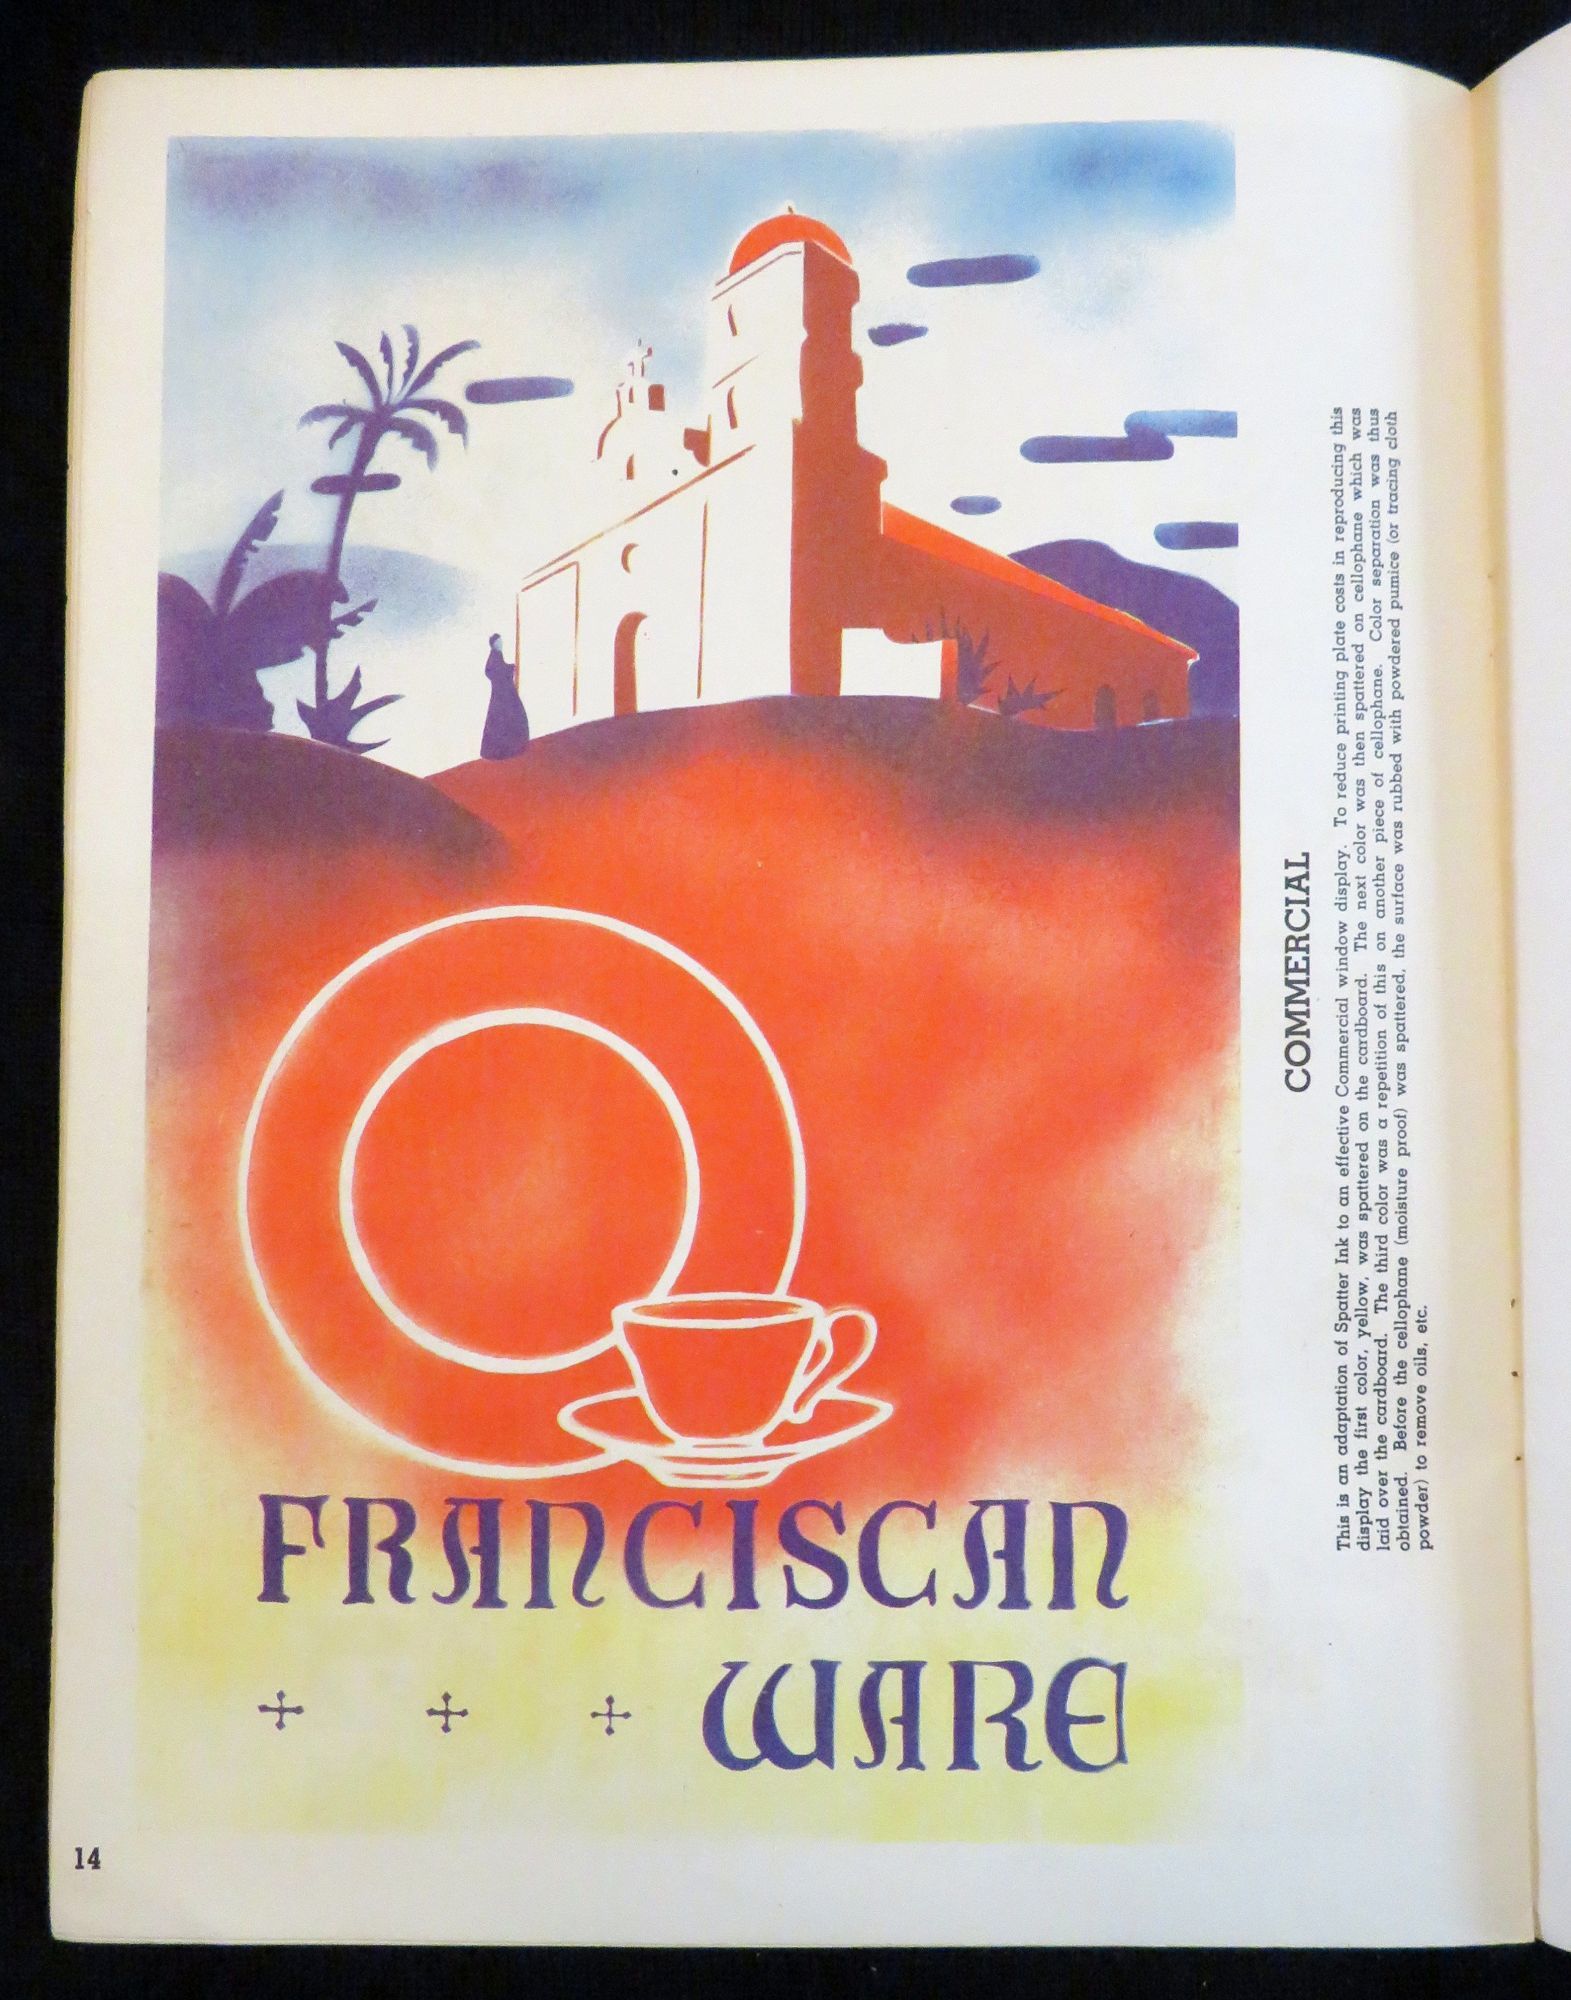 FRANCISCAN
WARE
COMMERCIAL
This is an adaptation of Spatter Ink to an effective Commercial window display. To reduce printing plate costs in reproducing this
display the first color, yellow, was spattered on the cardboard. The next color was then spattered on cellophane which was
laid over the cardboard. The third color was a repetition of this on another piece of cellophane. Color separation was thus
obtained. Before the cellophane (moisture proof) was spattered, the surface was rubbed with powdered pumice (or tracing cloth
powder) to remove oils, etc.
14